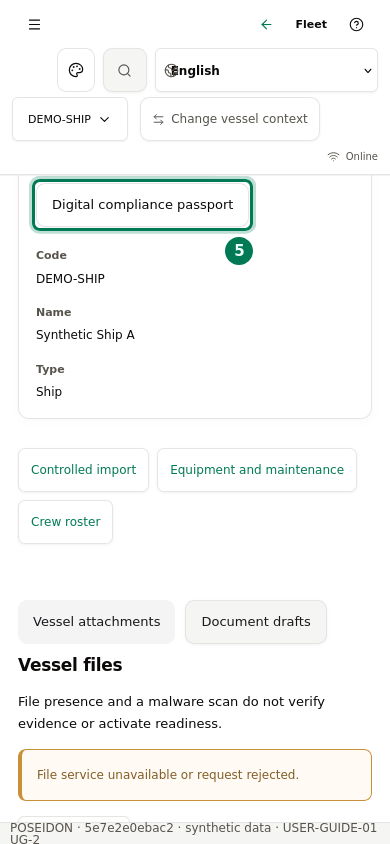 Fleet
English
DEMO-SHIP
Change vessel context
Online
Digital compliance passport
5
Code
DEMO-SHIP
Name
Synthetic Ship A
Type
Ship
Controlled import
Equipment and maintenance
Crew roster
Vessel attachments
Document drafts
Vessel files
File presence and a malware scan do not verify
evidence or activate readiness.
File service unavailable or request rejected.
POSEIDON · 5e7e2e0ebac2 · synthetic data · USER-GUIDE-01
UG-2